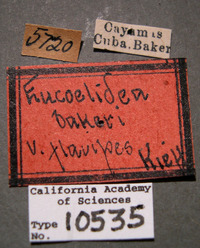 5720
Cayamas
Cuba. Baker
Eucoelidea
bakeri
v. flavipes
Kieff
California Academy
of Sciences
Type
No. 10535